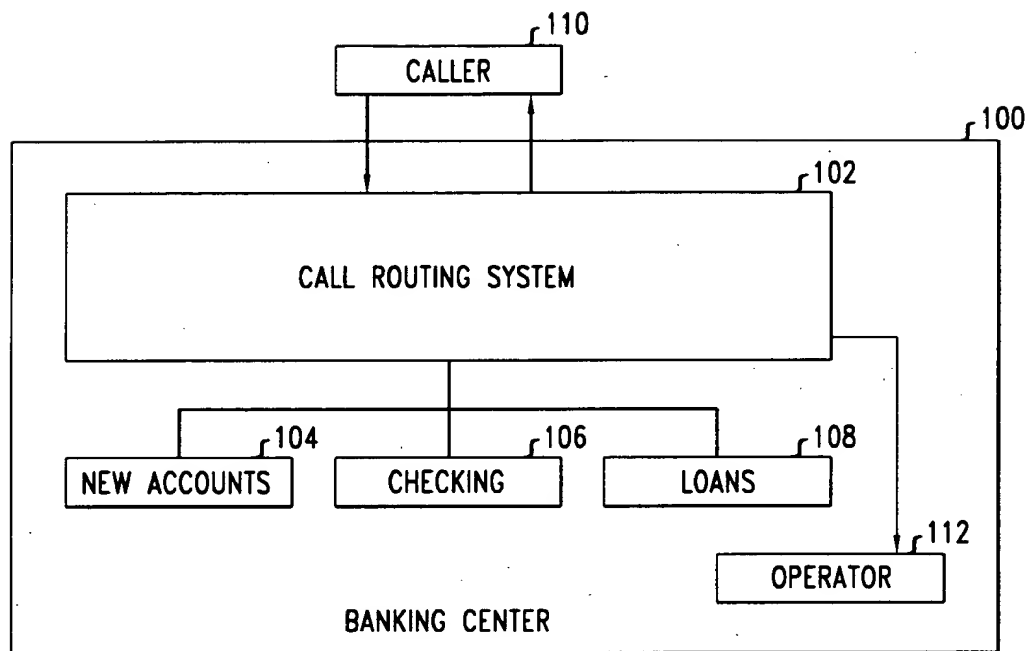 110
CALLER
100
102
CALL ROUTING SYSTEM
104
106
108
NEW ACCOUNTS
CHECKING
LOANS
112
OPERATOR
BANKING CENTER